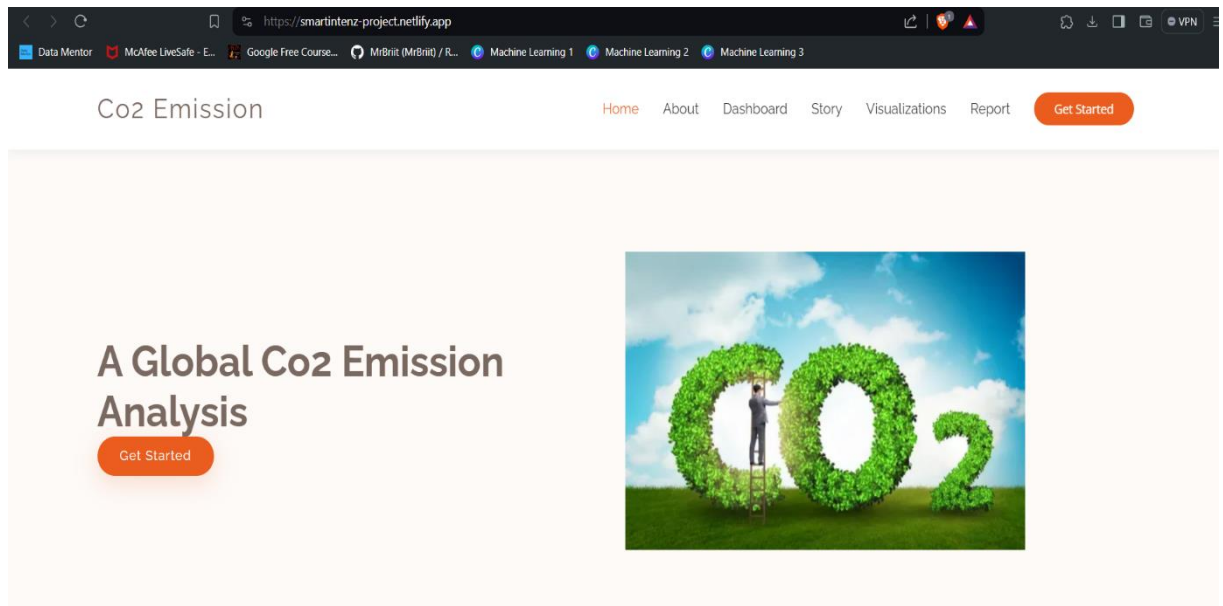 https://smartintenz-project.netlify.app
VPN
Data Mentor McAfee LiveSafe - E... Google Free Course... MrBriit (MrBriit) / R... Machine Learning 1 Machine Learning 2 Machine Learning 3
Co2 Emission Home About Dashboard Story Visualizations Report Get Started
A Global Co2 Emission
Analysis
Get Started
CO2